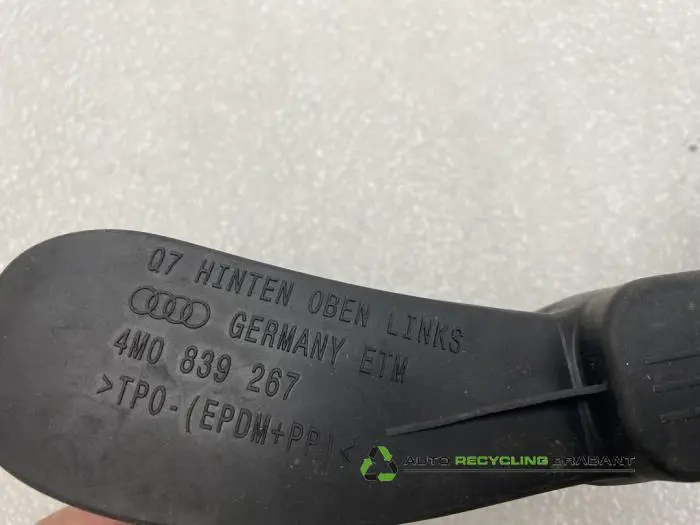 Q7 HINTEN OBEN LINKS
GERMANY ETM
4M0 839 267
>TPO-(EPDM+PP)<
AUTO RECYCLING BRABANT